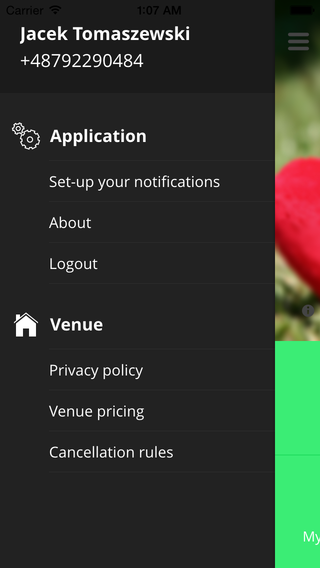 Carrier 1:07 AM
Jacek Tomaszewski
+48792290484
Application
Set-up your notifications
About
Logout
Venue
Privacy policy
Venue pricing
Cancellation rules
My